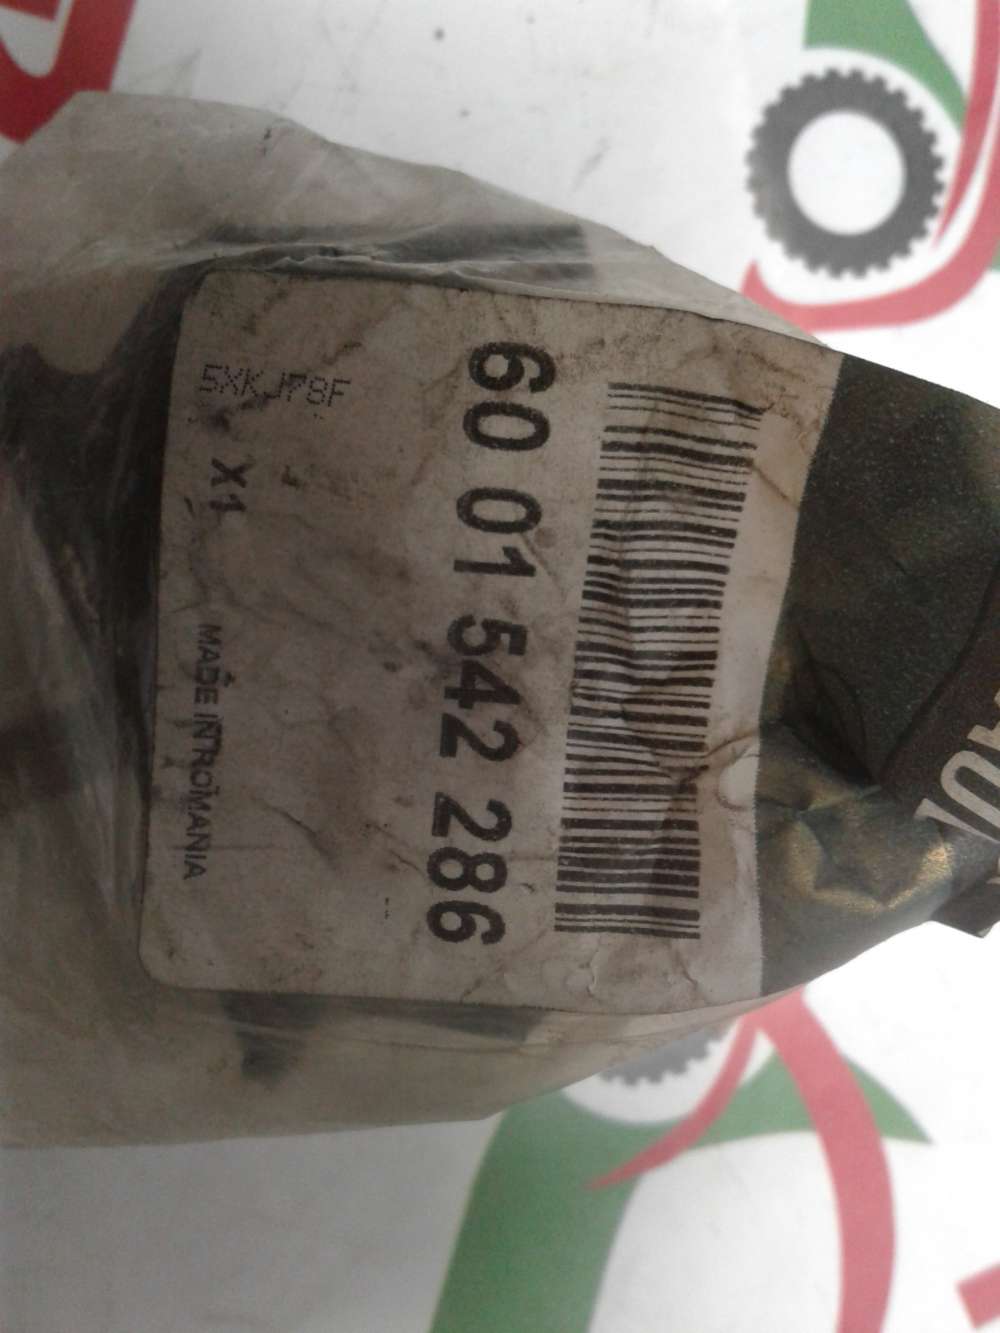 60 01 542 286
5XKJ78F
X1
MADE IN ROMANIA